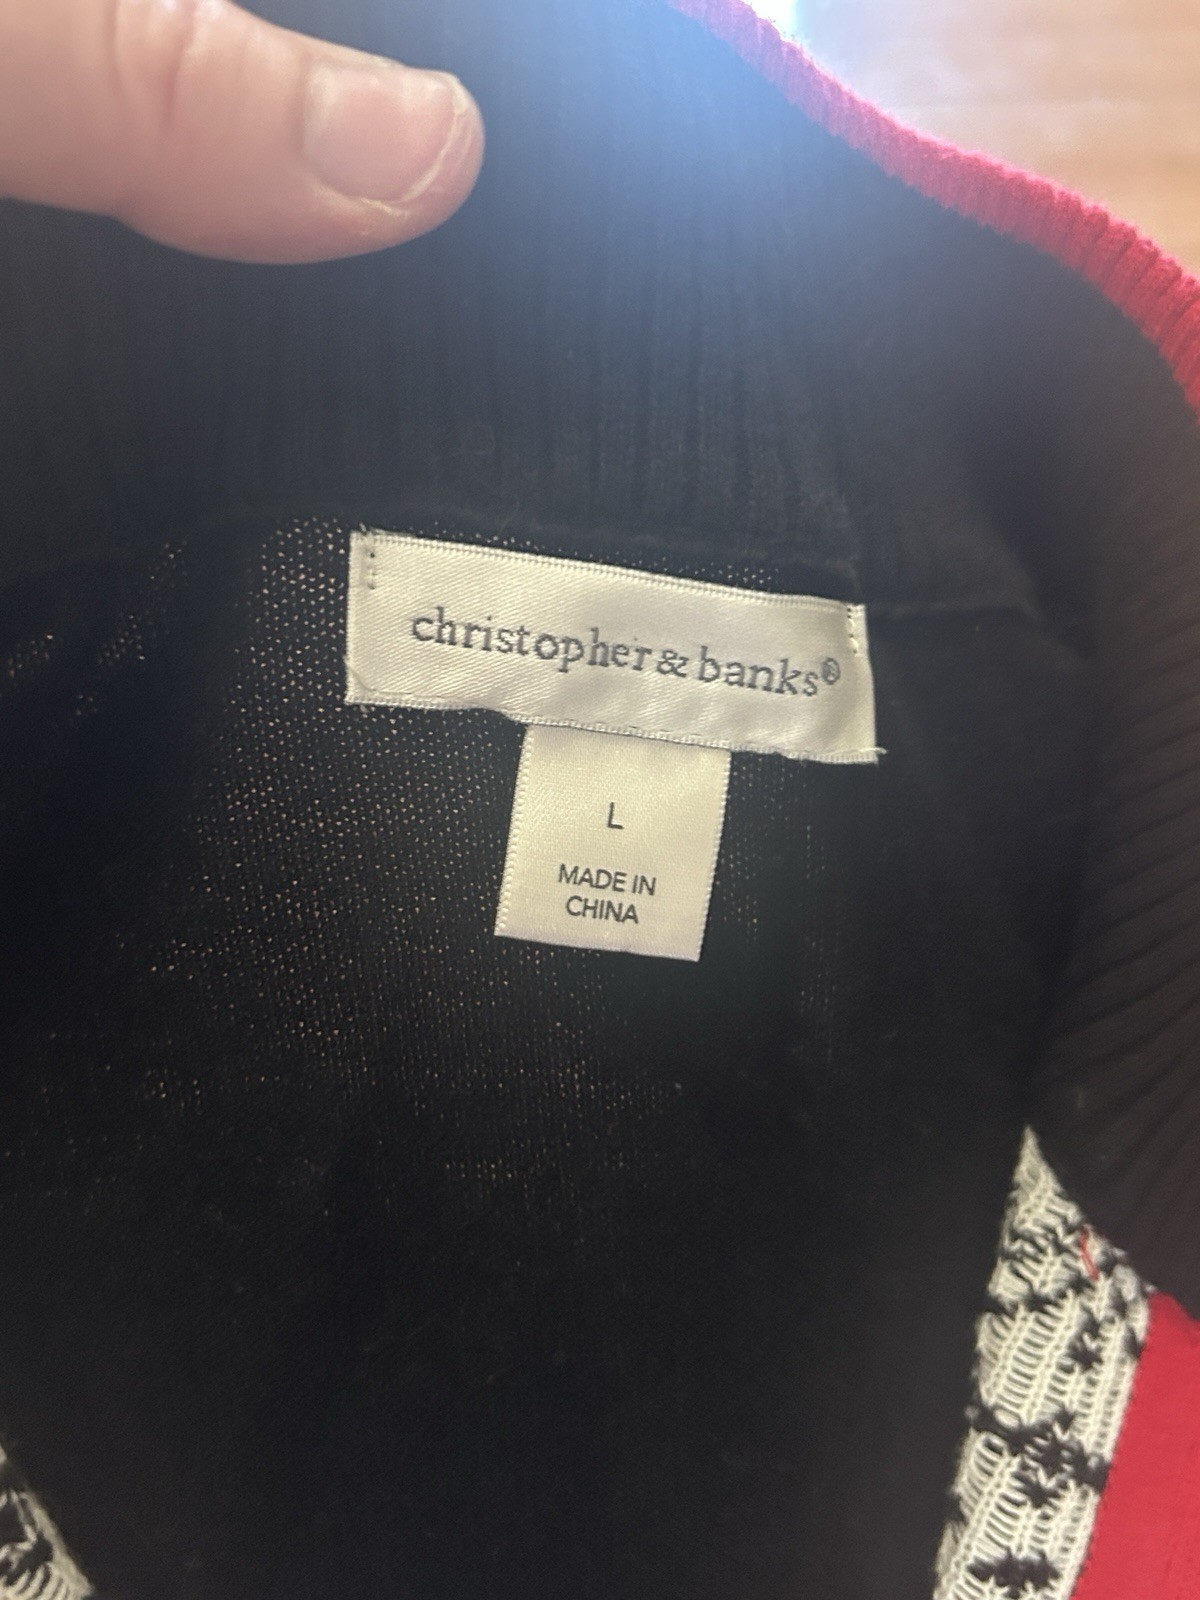 christopher & banks®
L
MADE IN
CHINA